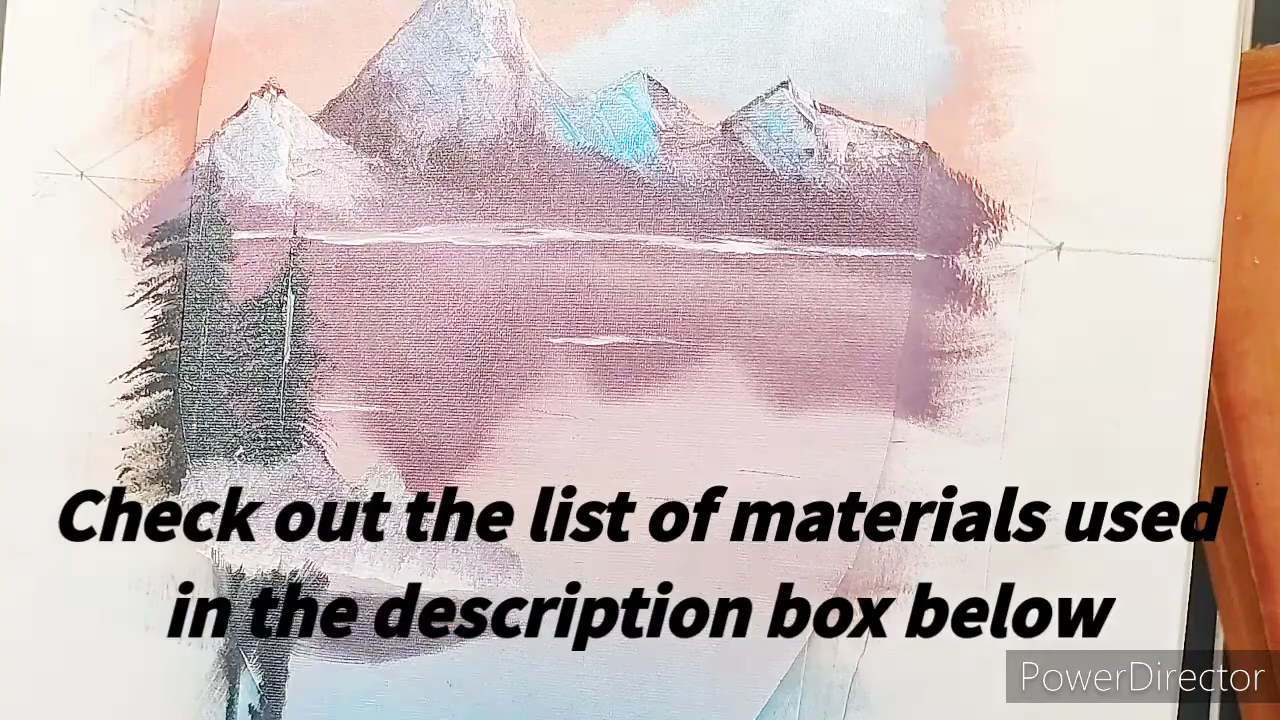 Check out the list of materials used
in the description box below
PowerDirector